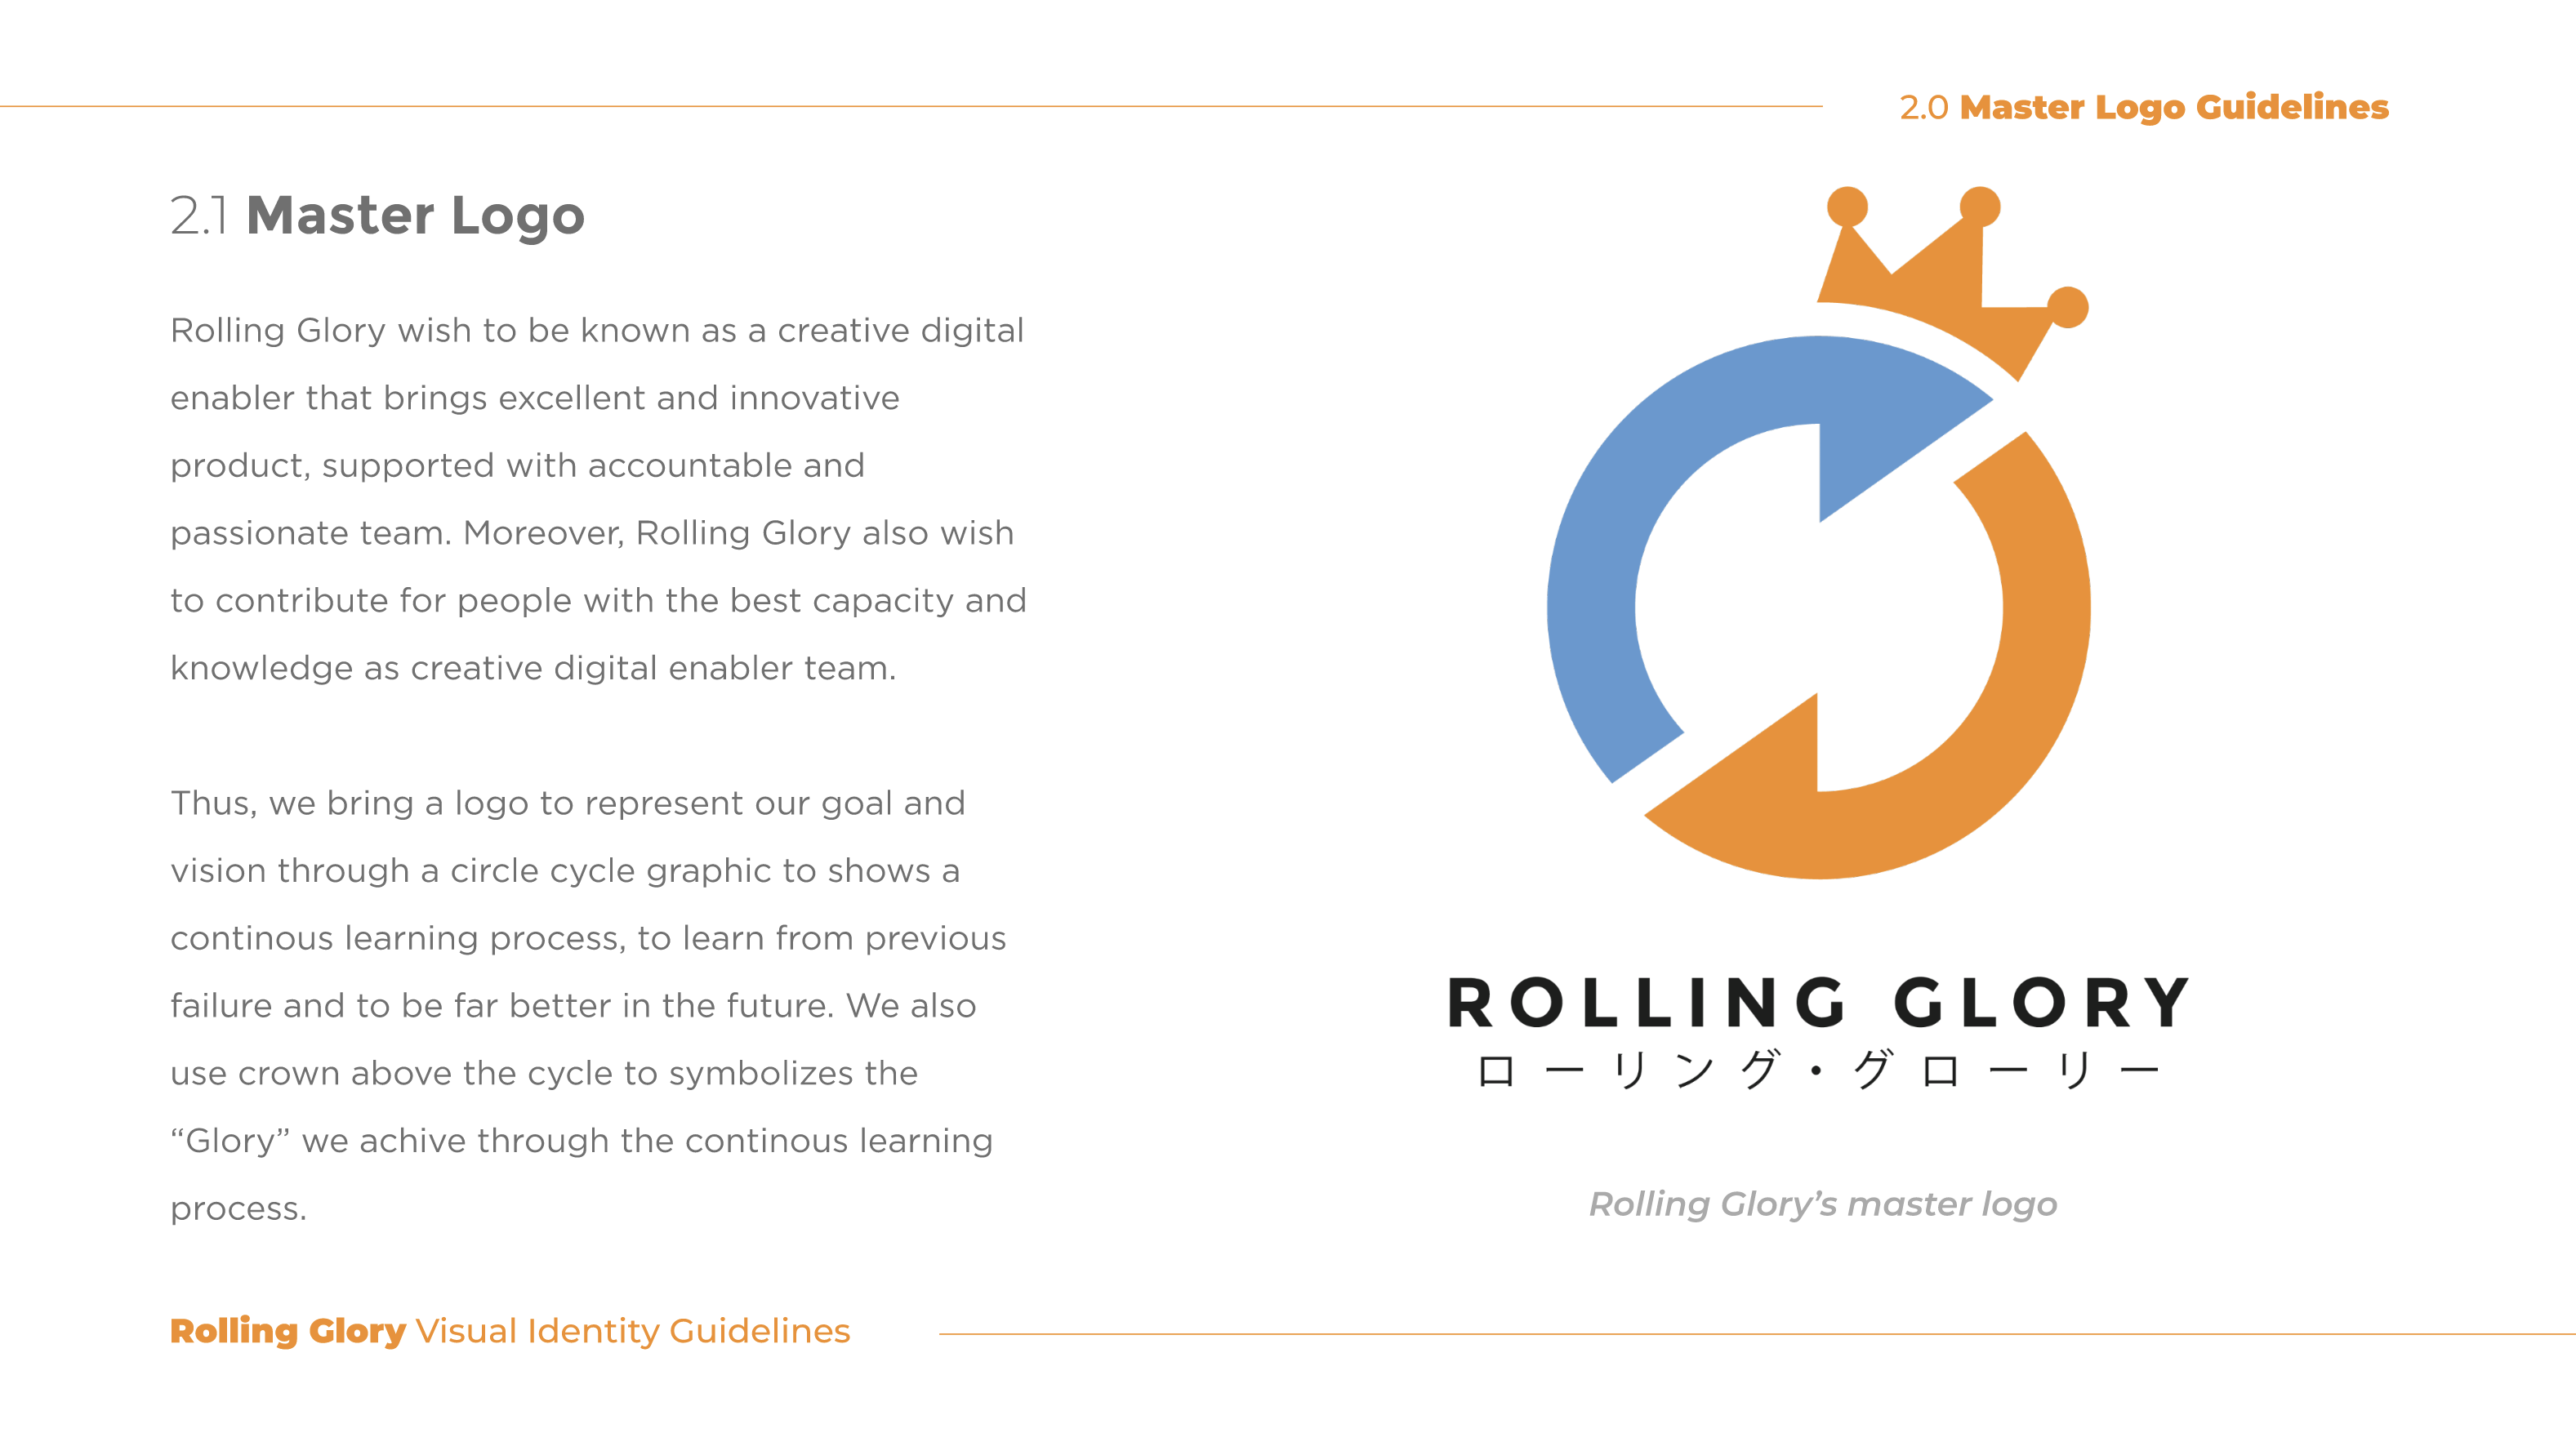 2.0 Master Logo Guidelines
2.1 Master Logo
Rolling Glory wish to be known as a creative digital
enabler that brings excellent and innovative
product, supported with accountable and
passionate team. Moreover, Rolling Glory also wish
to contribute for people with the best capacity and
knowledge as creative digital enabler team.
Thus, we bring a logo to represent our goal and
vision through a circle cycle graphic to shows a
continous learning process, to learn from previous
failure and to be far better in the future. We also
use crown above the cycle to symbolizes the
“Glory” we achive through the continous learning
process.
ROLLING GLORY
ローリング・グローリー
Rolling Glory’s master logo
Rolling Glory Visual Identity Guidelines